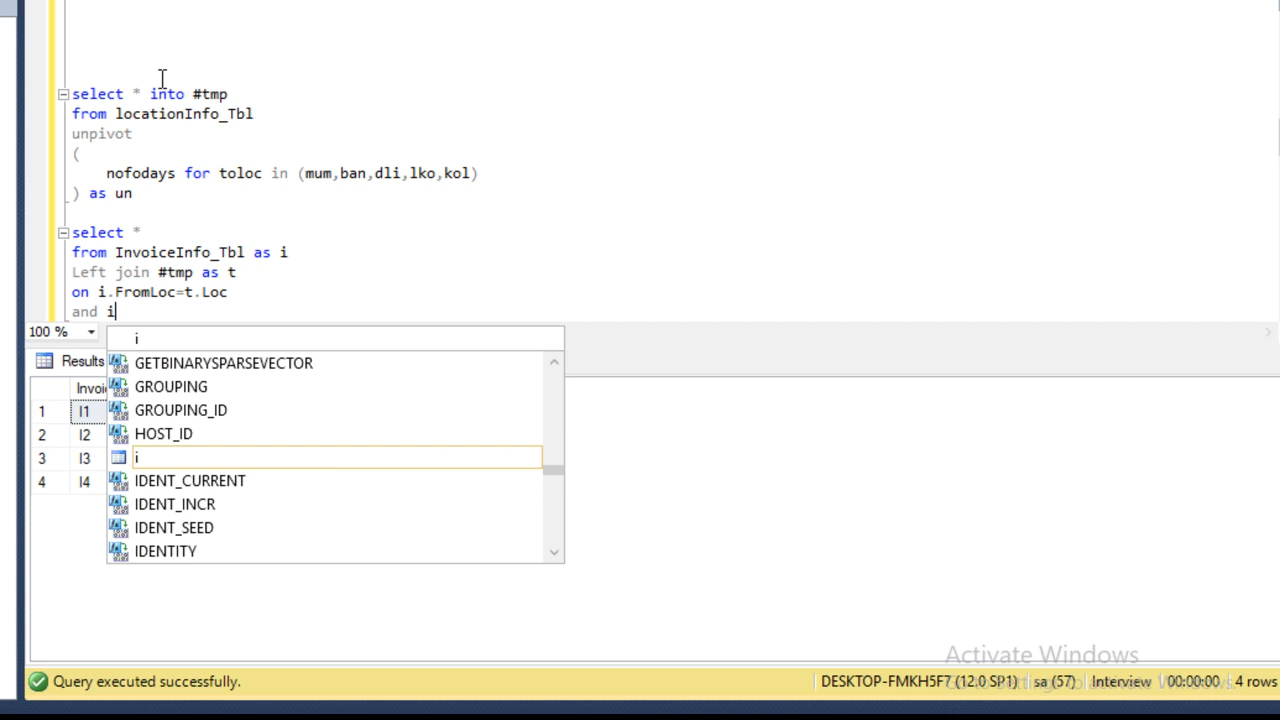 select * into #tmp
from locationInfo_Tbl
unpivot
(
nofodays for toloc in (mum,ban,dli,lko,kol)
) as un
select *
from InvoiceInfo_Tbl as i
Left join #tmp as t
on i.FromLoc=t.Loc
and i
100 %
i
Results
GETBINARYSPARSEVECTOR
GROUPING
GROUPING_ID
HOST_ID
i
IDENT_CURRENT
IDENT_INCR
IDENT_SEED
IDENTITY
1 I1
2 I2
3 I3
4 I4
Activate Windows
Query executed successfully.
DESKTOP-FMKH5F7 (12.0 SP1) sa (57) Interview 00:00:00 4 rows